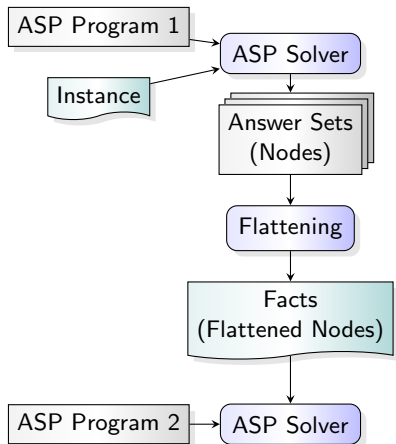 ASP Program 1
ASP Solver
Instance
Answer Sets
(Nodes)
Flattening
Facts
(Flattened Nodes)
ASP Program 2
ASP Solver